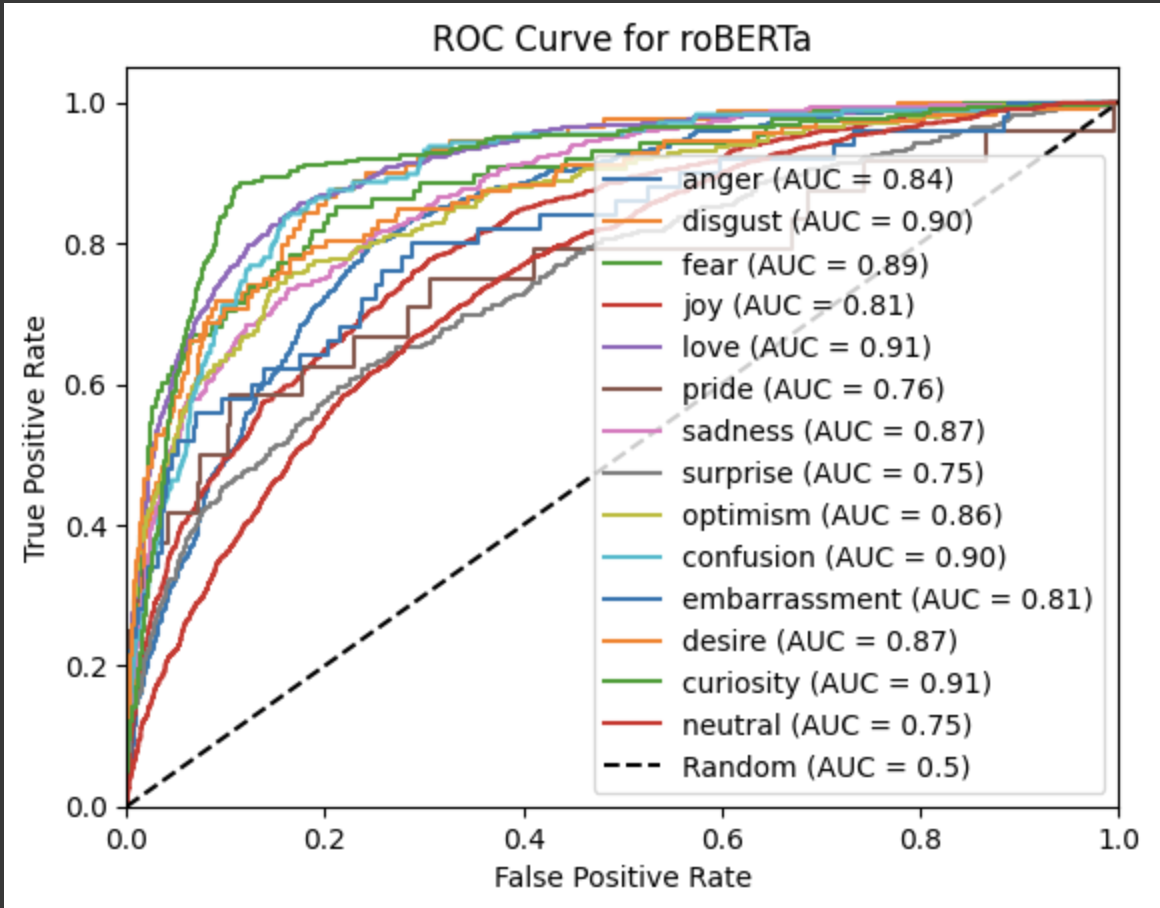 ROC Curve for roBERTa
True Positive Rate
1.0
0.8
0.6
0.4
0.2
0.0
anger (AUC = 0.84)
disgust (AUC = 0.90)
fear (AUC = 0.89)
joy (AUC = 0.81)
love (AUC = 0.91)
pride (AUC = 0.76)
sadness (AUC = 0.87)
surprise (AUC = 0.75)
optimism (AUC = 0.86)
confusion (AUC = 0.90)
embarrassment (AUC = 0.81)
desire (AUC = 0.87)
curiosity (AUC = 0.91)
neutral (AUC = 0.75)
Random (AUC = 0.5)
0.0 0.2 0.4 0.6 0.8 1.0
False Positive Rate